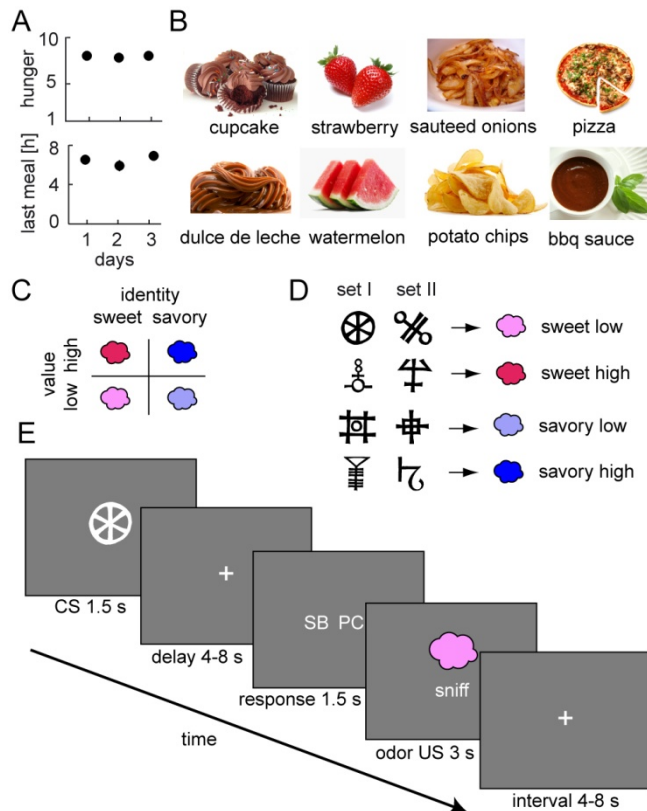 A
hunger
10
5
1
last meal [h]
8
4
0
1 2 3
days
B
cupcake strawberry sauteed onions pizza
dulce de leche watermelon potato chips bbq sauce
C
identity
sweet savory
value
low high
D
set I set II
sweet low
sweet high
savory low
savory high
E
CS 1.5 s
delay 4-8 s
SB PC
response 1.5 s
sniff
odor US 3 s
interval 4-8 s
time